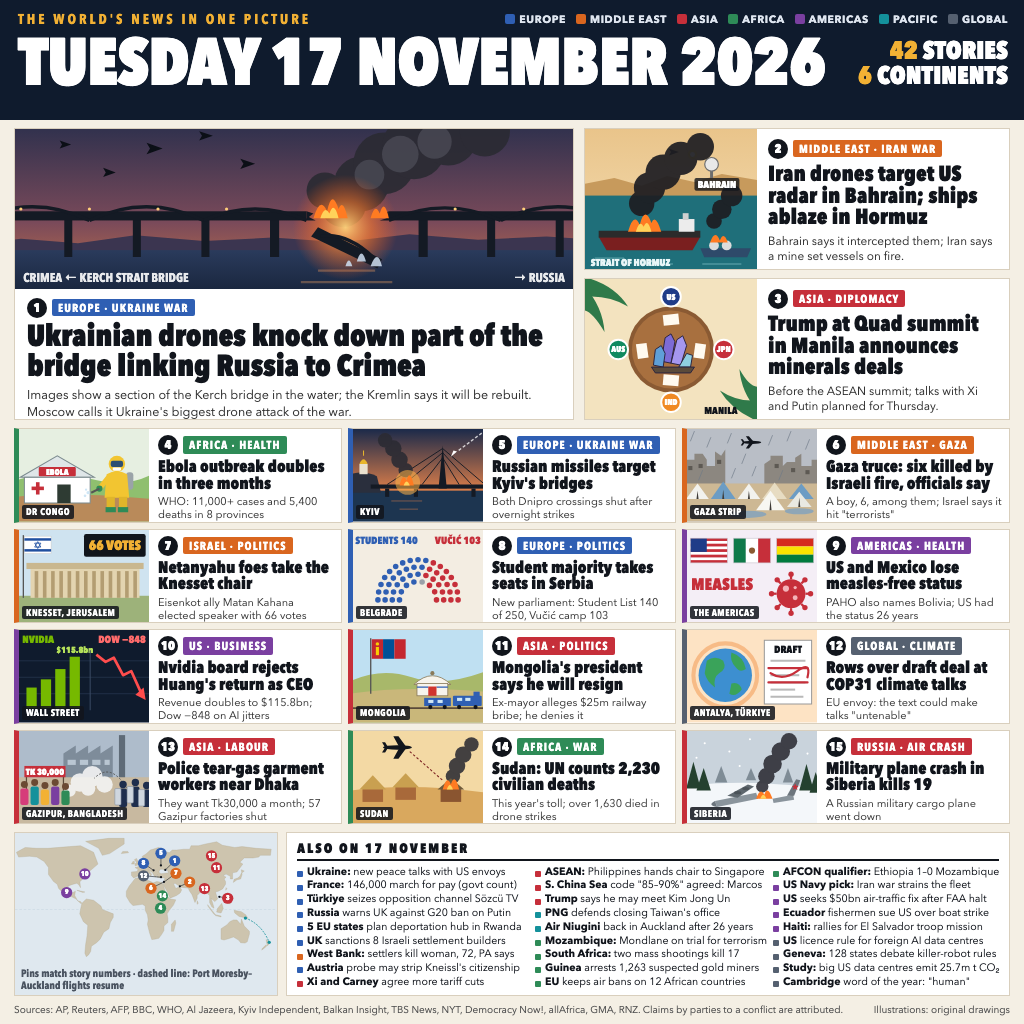 THE WORLD'S NEWS IN ONE PICTURE
EUROPE MIDDLE EAST ASIA AFRICA AMERICAS PACIFIC GLOBAL
TUESDAY 17 NOVEMBER 2026
42 STORIES
6 CONTINENTS
CRIMEA ← KERCH STRAIT BRIDGE
→ RUSSIA
1 EUROPE · UKRAINE WAR
Ukrainian drones knock down part of the
bridge linking Russia to Crimea
Images show a section of the Kerch bridge in the water; the Kremlin says it will be rebuilt.
Moscow calls it Ukraine's biggest drone attack of the war.
BAHRAIN
STRAIT OF HORMUZ
2 MIDDLE EAST · IRAN WAR
Iran drones target US
radar in Bahrain; ships
ablaze in Hormuz
Bahrain says it intercepted them; Iran says
a mine set vessels on fire.
US
AUS
JPN
IND
MANILA
3 ASIA · DIPLOMACY
Trump at Quad summit
in Manila announces
minerals deals
Before the ASEAN summit; talks with Xi
and Putin planned for Thursday.
EBOLA
DR CONGO
4 AFRICA · HEALTH
Ebola outbreak doubles
in three months
WHO: 11,000+ cases and 5,400
deaths in 8 provinces
KYIV
5 EUROPE · UKRAINE WAR
Russian missiles target
Kyiv's bridges
Both Dnipro crossings shut after
overnight strikes
GAZA STRIP
6 MIDDLE EAST · GAZA
Gaza truce: six killed by
Israeli fire, officials say
A boy, 6, among them; Israel says it
hit "terrorists"
66 VOTES
KNESSET, JERUSALEM
7 ISRAEL · POLITICS
Netanyahu foes take the
Knesset chair
Eisenkot ally Matan Kahana
elected speaker with 66 votes
STUDENTS 140
VUČIĆ 103
BELGRADE
8 EUROPE · POLITICS
Student majority takes
seats in Serbia
New parliament: Student List 140
of 250, Vučić camp 103
MEASLES
THE AMERICAS
9 AMERICAS · HEALTH
US and Mexico lose
measles-free status
PAHO also names Bolivia; US had
the status 26 years
NVIDIA
DOW −848
$115.8bn
WALL STREET
10 US · BUSINESS
Nvidia board rejects
Huang's return as CEO
Revenue doubles to $115.8bn;
Dow −848 on AI jitters
MONGOLIA
11 ASIA · POLITICS
Mongolia's president
says he will resign
Ex-mayor alleges $25m railway
bribe; he denies it
DRAFT
ANTALYA, TÜRKIYE
12 GLOBAL · CLIMATE
Rows over draft deal at
COP31 climate talks
EU envoy: the text could make
talks "untenable"
TK 30,000
GAZIPUR, BANGLADESH
13 ASIA · LABOUR
Police tear-gas garment
workers near Dhaka
They want Tk30,000 a month; 57
Gazipur factories shut
SUDAN
14 AFRICA · WAR
Sudan: UN counts 2,230
civilian deaths
This year's toll; over 1,630 died in
drone strikes
SIBERIA
15 RUSSIA · AIR CRASH
Military plane crash in
Siberia kills 19
A Russian military cargo plane
went down
5
8
1
15
11
10
12
7
9
6
2
13
14
3
4
Pins match story numbers · dashed line: Port Moresby-
Auckland flights resume
ALSO ON 17 NOVEMBER
Ukraine: new peace talks with US envoys
France: 146,000 march for pay (govt count)
Türkiye seizes opposition channel Sözcü TV
Russia warns UK against G20 ban on Putin
5 EU states plan deportation hub in Rwanda
UK sanctions 8 Israeli settlement builders
West Bank: settlers kill woman, 72, PA says
Austria probe may strip Kneissl's citizenship
Xi and Carney agree more tariff cuts
ASEAN: Philippines hands chair to Singapore
S. China Sea code "85–90%" agreed: Marcos
Trump says he may meet Kim Jong Un
PNG defends closing Taiwan's office
Air Niugini back in Auckland after 26 years
Mozambique: Mondlane on trial for terrorism
South Africa: two mass shootings kill 17
Guinea arrests 1,263 suspected gold miners
EU keeps air bans on 12 African countries
AFCON qualifier: Ethiopia 1–0 Mozambique
US Navy pick: Iran war strains the fleet
US seeks $50bn air-traffic fix after FAA halt
Ecuador fishermen sue US over boat strike
Haiti: rallies for El Salvador troop mission
US licence rule for foreign AI data centres
Geneva: 128 states debate killer-robot rules
Study: big US data centres emit 25.7m t CO₂
Cambridge word of the year: "human"
Sources: AP, Reuters, AFP, BBC, WHO, Al Jazeera, Kyiv Independent, Balkan Insight, TBS News, NYT, Democracy Now!, allAfrica, GMA, RNZ. Claims by parties to a conflict are attributed.
Illustrations: original drawings